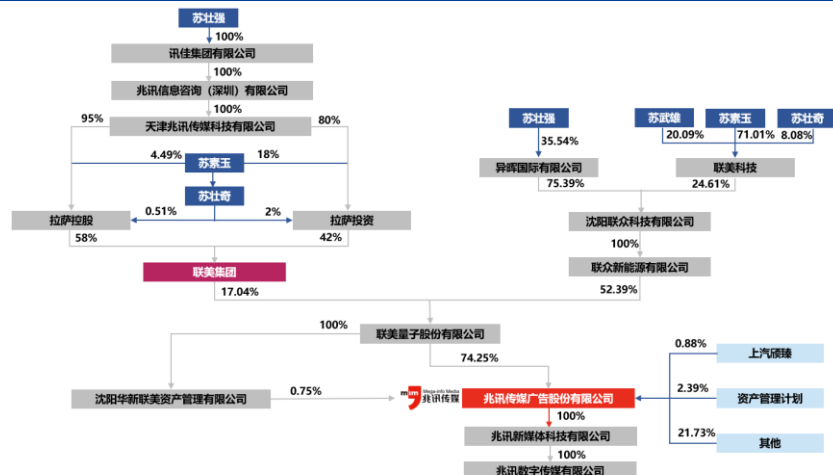 苏壮强
100%
讯佳集团有限公司
100%
兆讯信息咨询（深圳）有限公司
100%
天津兆讯传媒科技有限公司
95%
80%
4.49%
苏素玉
18%
苏壮奇
0.51%
2%
拉萨控股
拉萨投资
58%
42%
联美集团
17.04%
苏壮强
35.54%
苏武雄
苏素玉
苏壮奇
20.09%
71.01%
8.08%
异晖国际有限公司
联美科技
75.39%
24.61%
沈阳联众科技有限公司
100%
联众新能源有限公司
52.39%
联美量子股份有限公司
100%
74.25%
沈阳华新联美资产管理有限公司
0.75%
Mega-info Media
兆讯传媒
兆讯传媒广告股份有限公司
0.88%
上汽颀臻
2.39%
资产管理计划
21.73%
其他
100%
兆讯新媒体科技有限公司
100%
兆讯数字传媒有限公司